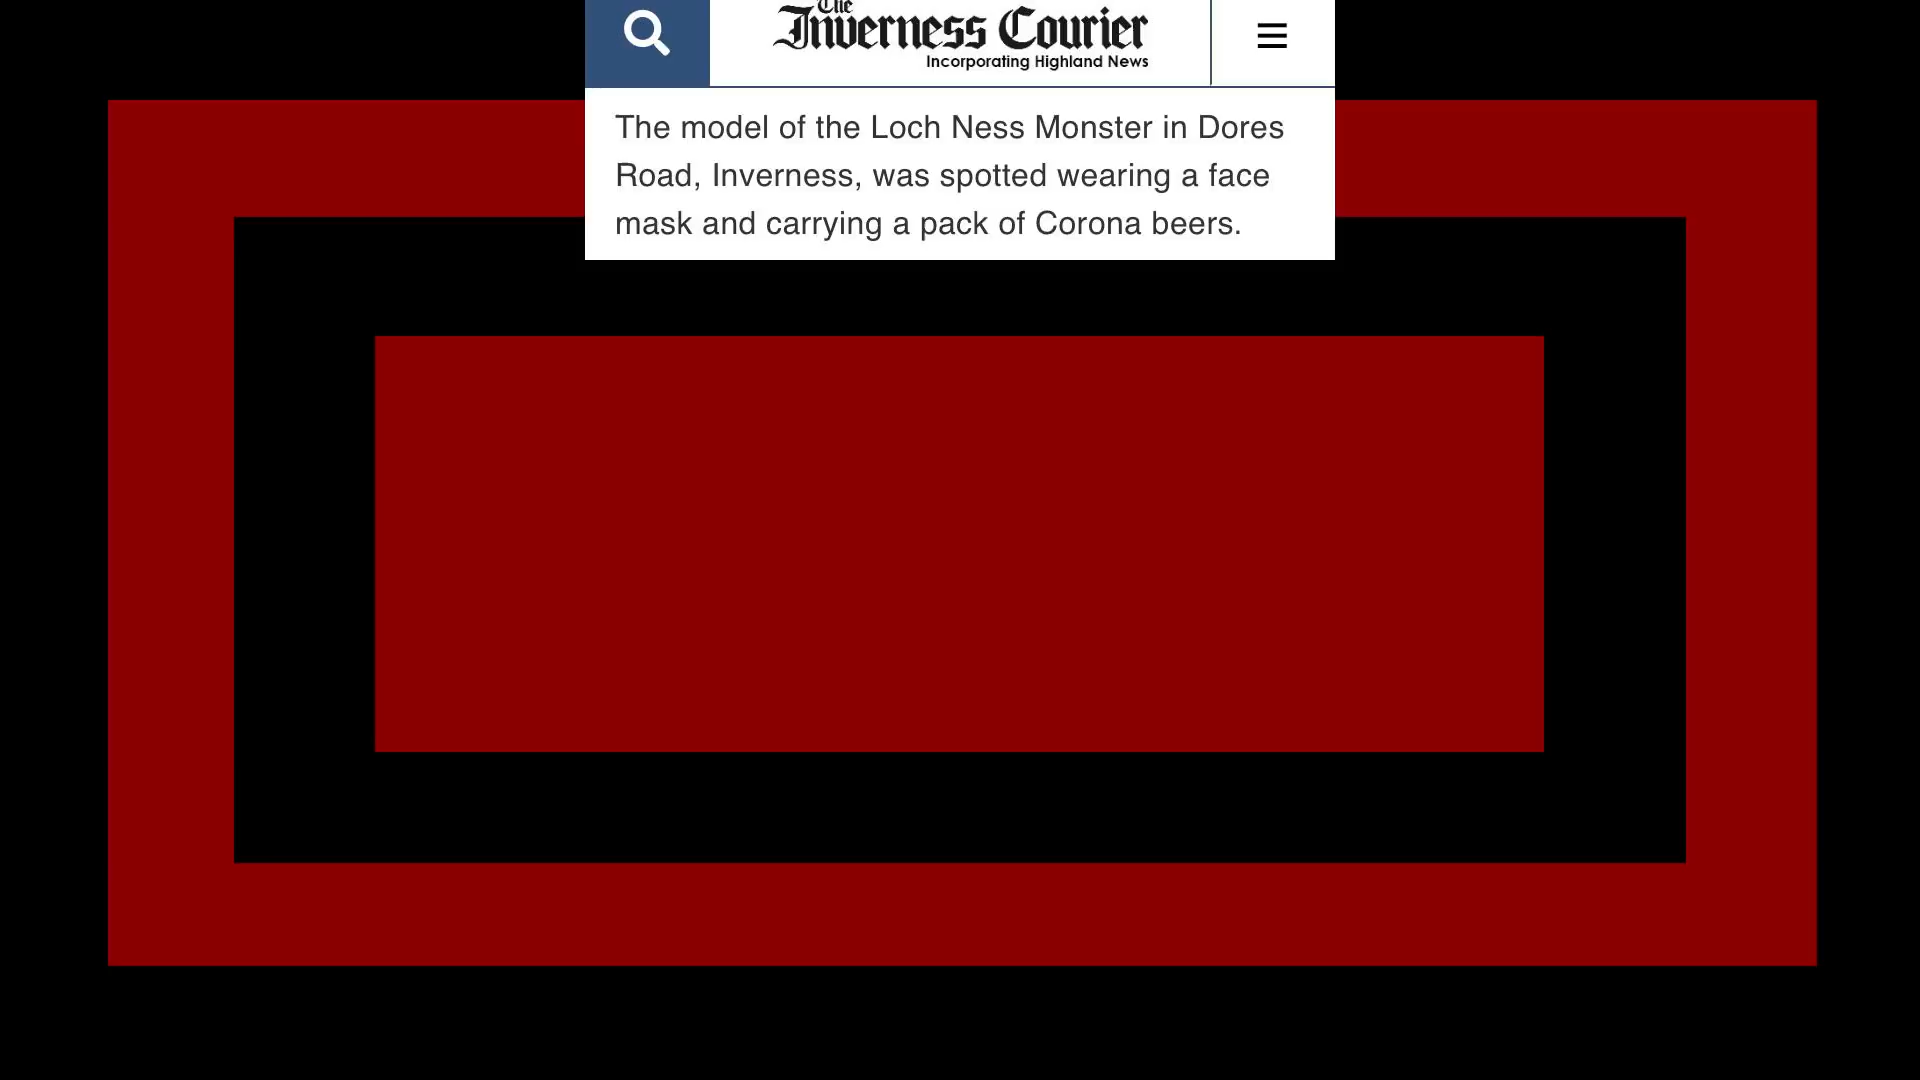 The
Inverness Courier
Incorporating Highland News
The model of the Loch Ness Monster in Dores
Road, Inverness, was spotted wearing a face
mask and carrying a pack of Corona beers.